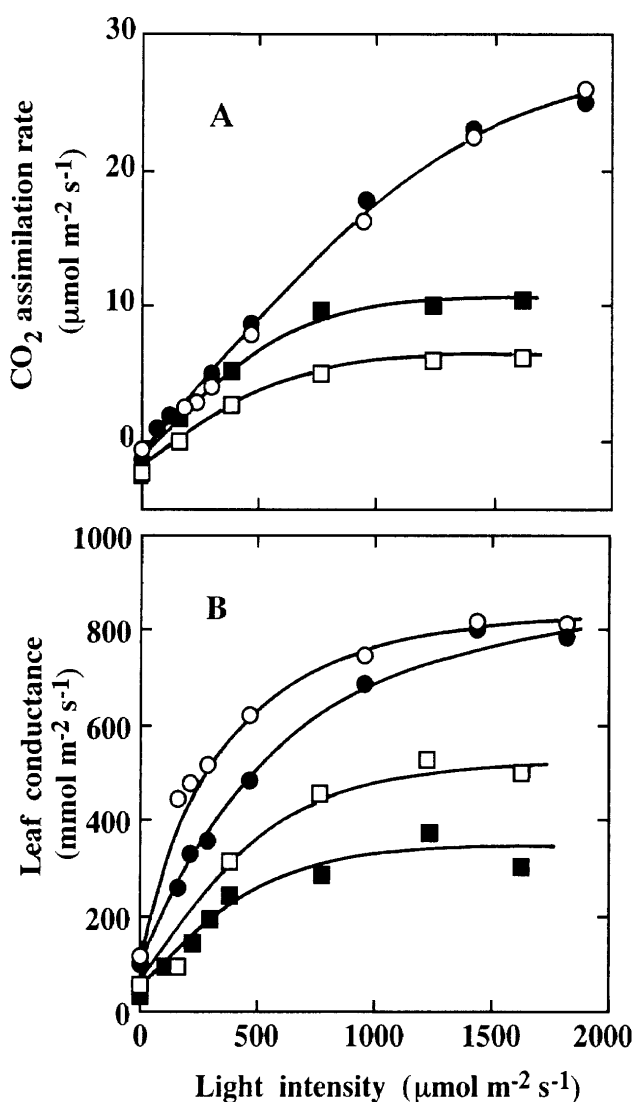 30
20
10
0
A
CO₂ assimilation rate
(μmol m⁻² s⁻¹)
1000
800
600
400
200
0
B
Leaf conductance
(mmol m⁻² s⁻¹)
0 500 1000 1500 2000
Light intensity (μmol m⁻² s⁻¹)